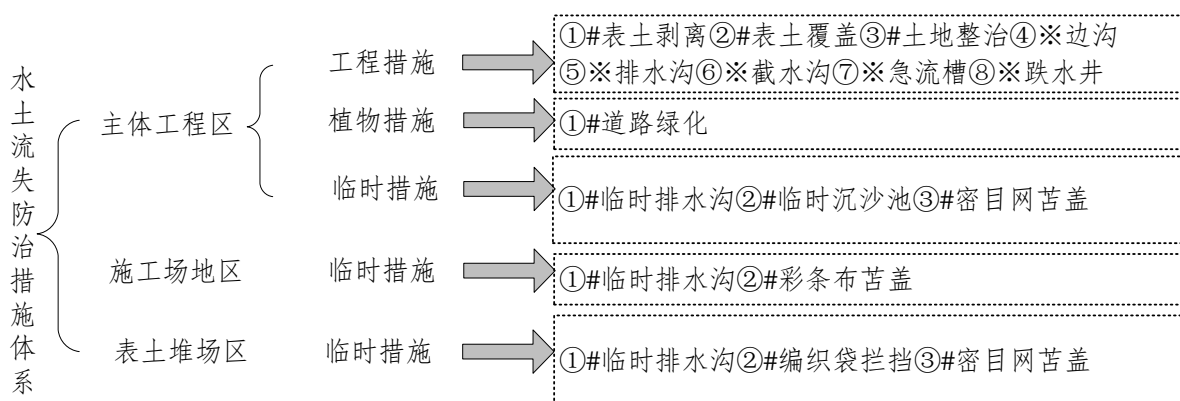 水土流失防治措施体系
主体工程区
工程措施
①#表土剥离②#表土覆盖③#土地整治④※边沟
⑤※排水沟⑥※截水沟⑦※急流槽⑧※跌水井
植物措施
①#道路绿化
临时措施
①#临时排水沟②#临时沉沙池③#密目网苫盖
施工场地区
临时措施
①#临时排水沟②#彩条布苫盖
表土堆场区
临时措施
①#临时排水沟②#编织袋拦挡③#密目网苫盖